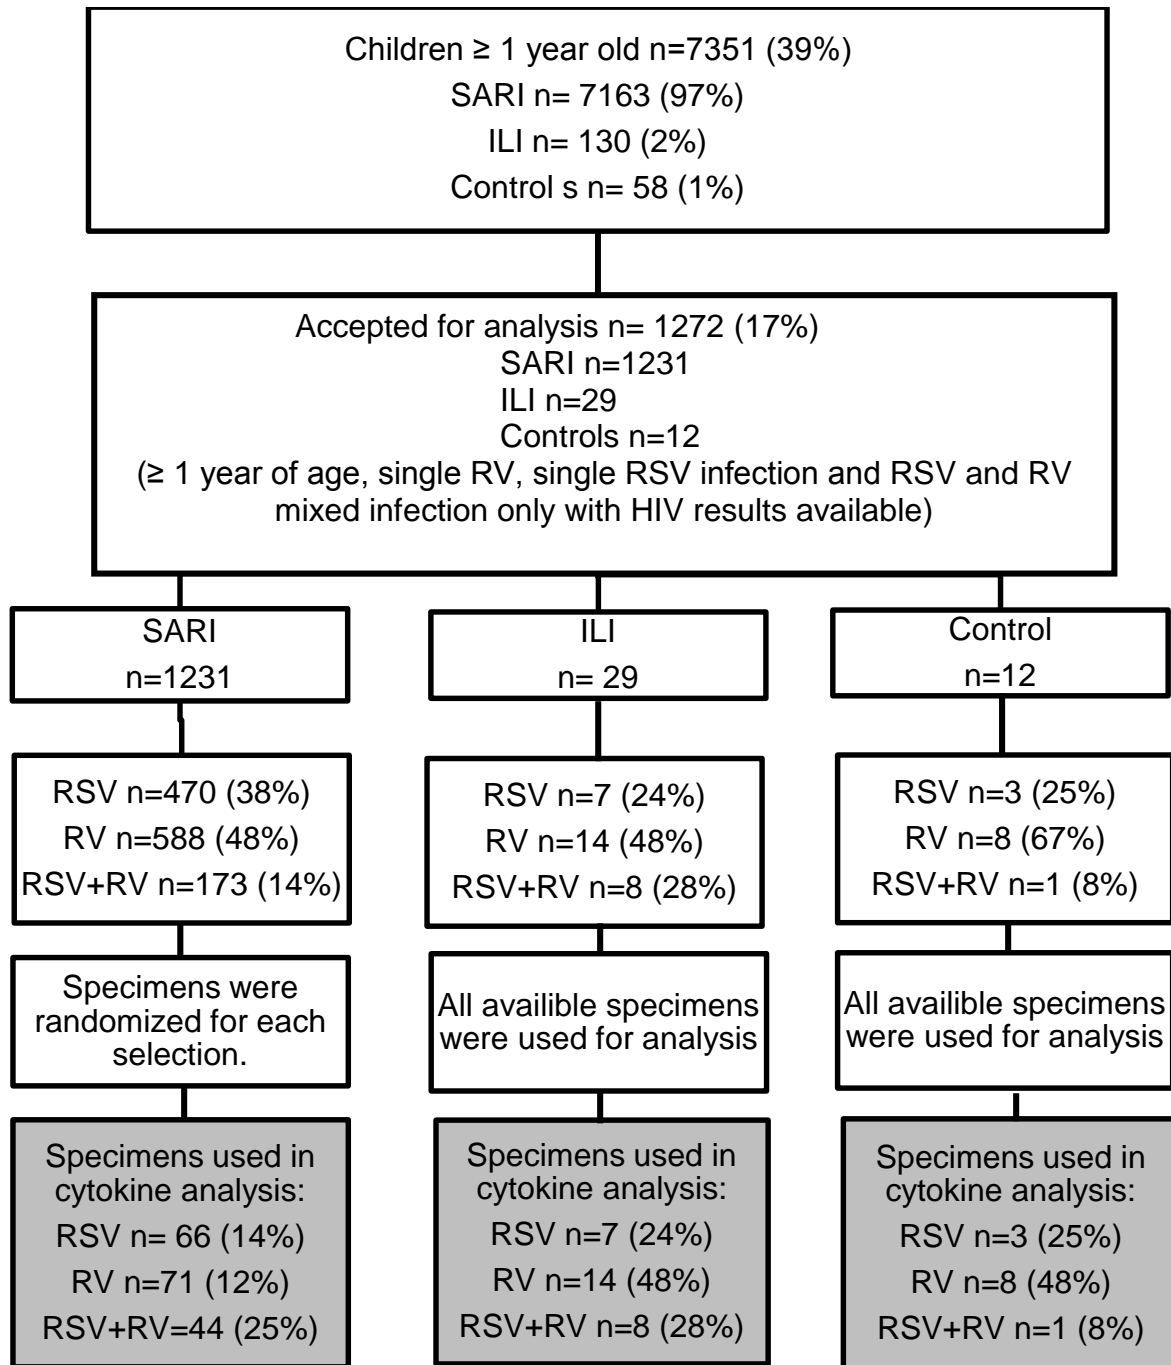 Children ≥ 1 year old n=7351 (39%)
SARI n= 7163 (97%)
ILI n= 130 (2%)
Control s n= 58 (1%)
Accepted for analysis n= 1272 (17%)
SARI n=1231
ILI n=29
Controls n=12
(≥ 1 year of age, single RV, single RSV infection and RSV and RV
mixed infection only with HIV results available)
SARI
n=1231
ILI
n= 29
Control
n=12
RSV n=470 (38%)
RV n=588 (48%)
RSV+RV n=173 (14%)
RSV n=7 (24%)
RV n=14 (48%)
RSV+RV n=8 (28%)
RSV n=3 (25%)
RV n=8 (67%)
RSV+RV n=1 (8%)
Specimens were
randomized for each
selection.
All availible specimens
were used for analysis
All availible specimens
were used for analysis
Specimens used in
cytokine analysis:
RSV n= 66 (14%)
RV n=71 (12%)
RSV+RV=44 (25%)
Specimens used in
cytokine analysis:
RSV n=7 (24%)
RV n=14 (48%)
RSV+RV n=8 (28%)
Specimens used in
cytokine analysis:
RSV n=3 (25%)
RV n=8 (48%)
RSV+RV n=1 (8%)